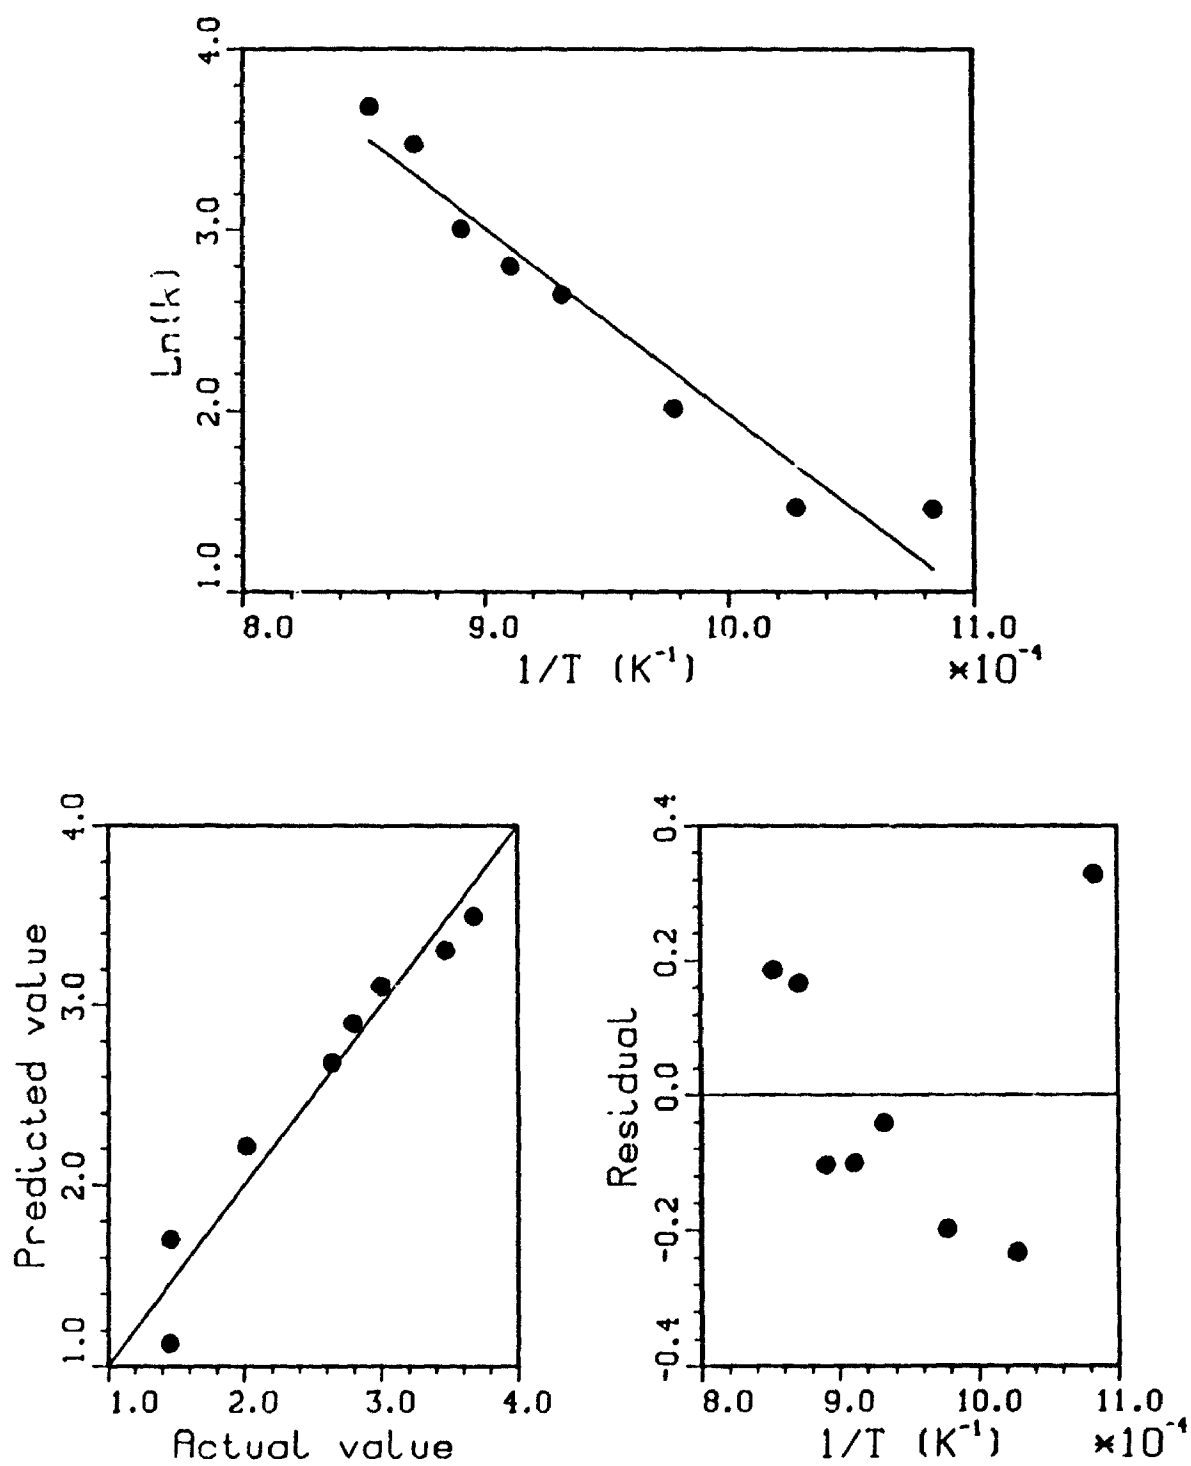 4.0
3.0
2.0
1.0
Ln(k)
8.0 9.0 10.0 11.0
1/T (K⁻¹) ×10⁻⁴
4.0
3.0
2.0
1.0
Predicted value
1.0 2.0 3.0 4.0
Actual value
0.4
0.2
0.0
-0.2
-0.4
Residual
8.0 9.0 10.0 11.0
1/T (K⁻¹) ×10⁻⁴